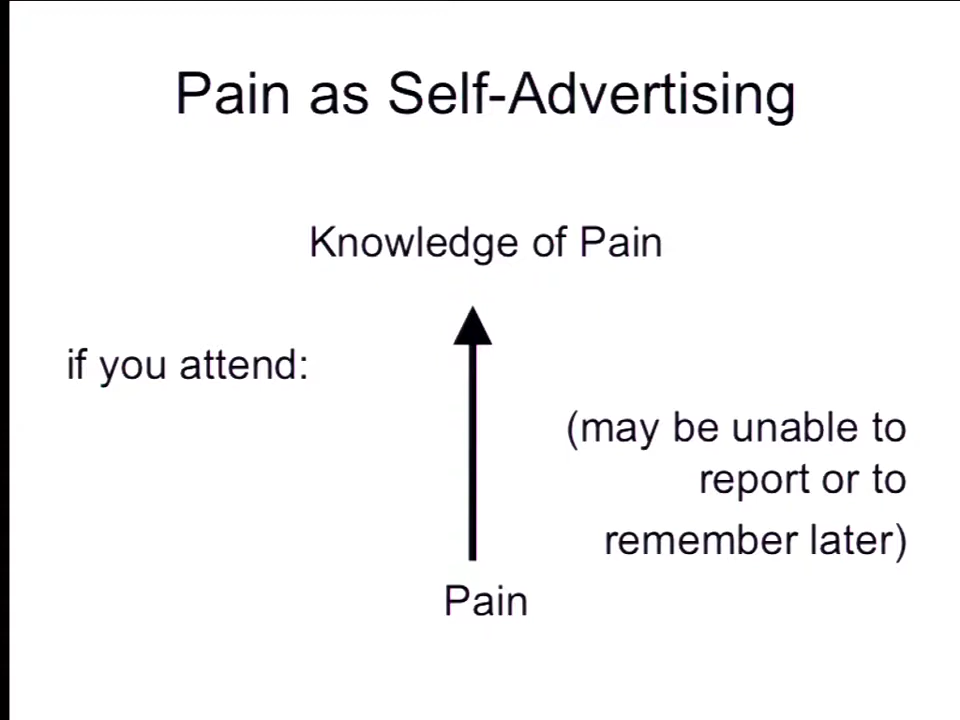 Pain as Self-Advertising
Knowledge of Pain
if you attend:
(may be unable to
report or to
remember later)
Pain